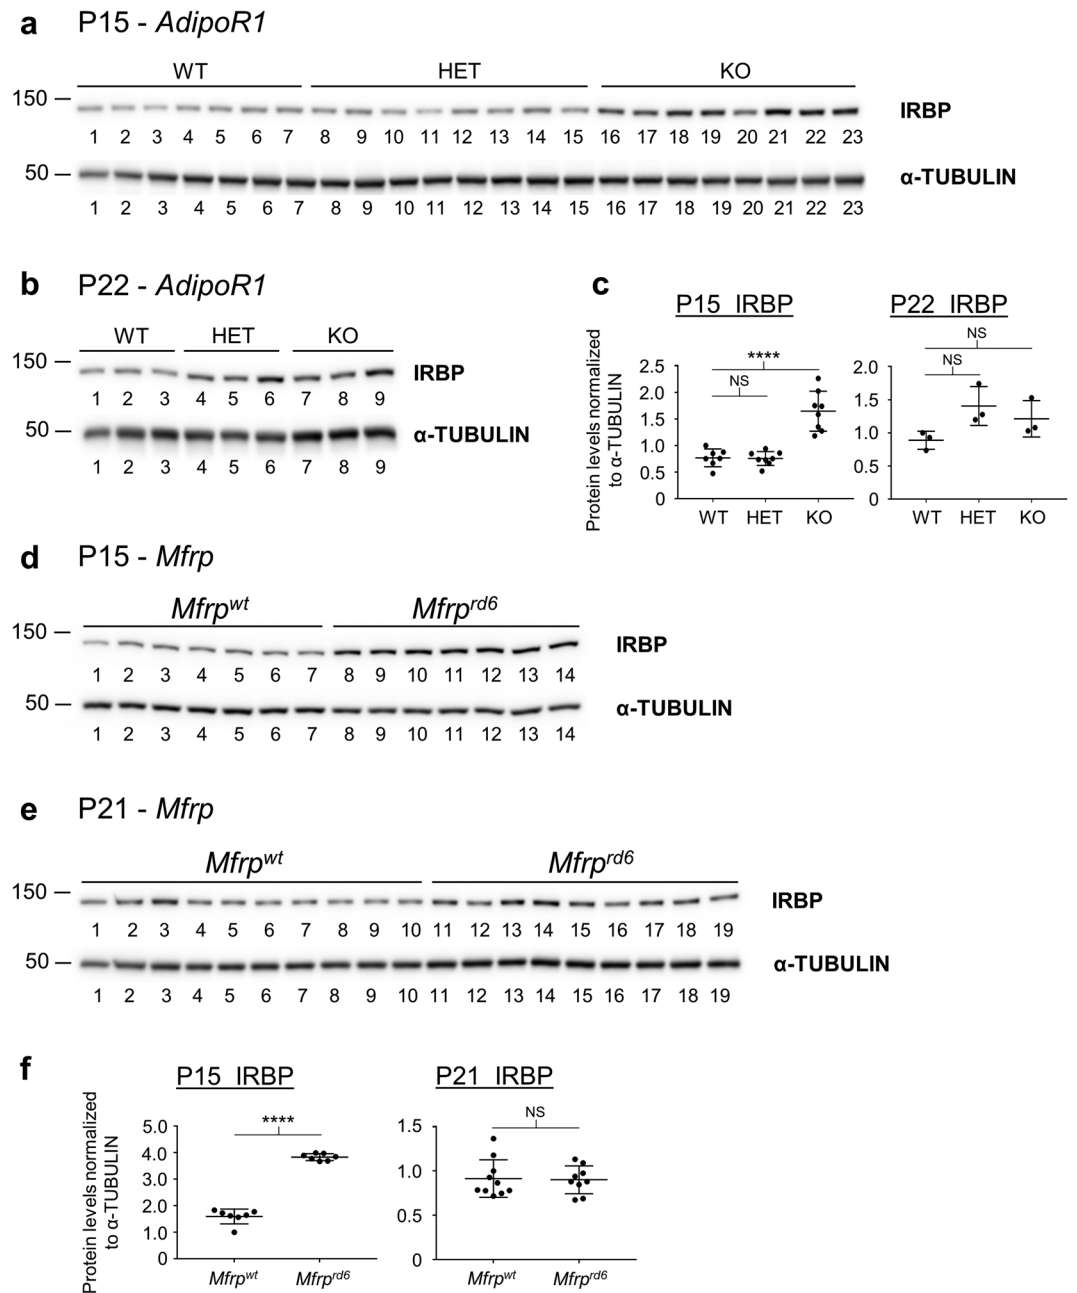 a P15 - AdipoR1
WT HET KO
150 IRBP
1 2 3 4 5 6 7 8 9 10 11 12 13 14 15 16 17 18 19 20 21 22 23
50 α-TUBULIN
1 2 3 4 5 6 7 8 9 10 11 12 13 14 15 16 17 18 19 20 21 22 23
b P22 - AdipoR1
WT HET KO
150 IRBP
1 2 3 4 5 6 7 8 9
50 α-TUBULIN
1 2 3 4 5 6 7 8 9
c
P15 IRBP
Protein levels normalized
to α-TUBULIN
2.5
2.0
1.5
1.0
0.5
0
****
NS
WT HET KO
P22 IRBP
2.0
1.5
1.0
0.5
0
NS
NS
WT HET KO
d P15 - Mfrp
Mfrpwt Mfrprd6
150 IRBP
1 2 3 4 5 6 7 8 9 10 11 12 13 14
50 α-TUBULIN
1 2 3 4 5 6 7 8 9 10 11 12 13 14
e P21 - Mfrp
Mfrpwt Mfrprd6
150 IRBP
1 2 3 4 5 6 7 8 9 10 11 12 13 14 15 16 17 18 19
50 α-TUBULIN
1 2 3 4 5 6 7 8 9 10 11 12 13 14 15 16 17 18 19
f
P15 IRBP
Protein levels normalized
to α-TUBULIN
5.0
4.0
3.0
2.0
1.0
0
****
Mfrpwt Mfrprd6
P21 IRBP
1.5
1.0
0.5
0
NS
Mfrpwt Mfrprd6